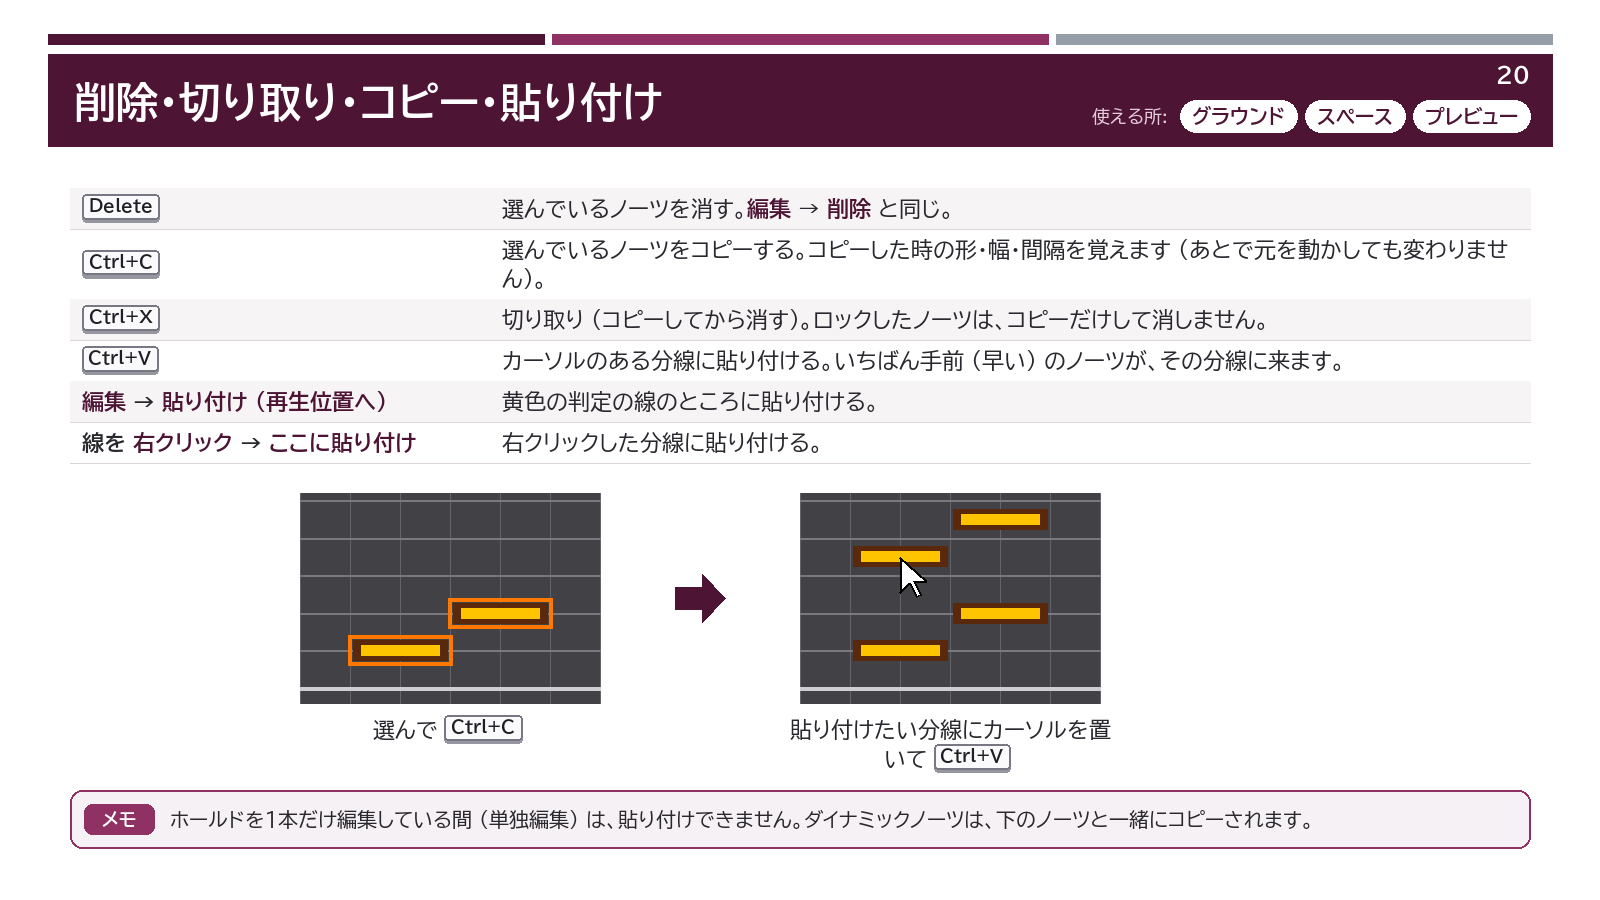 20
削除・切り取り・コピー・貼り付け
使える所: グラウンド スペース プレビュー
Delete 選んでいるノーツを消す。編集 → 削除 と同じ。
Ctrl+C 選んでいるノーツをコピーする。コピーした時の形・幅・間隔を覚えます（あとで元を動かしても変わりませ
ん）。
Ctrl+X 切り取り（コピーしてから消す）。ロックしたノーツは、コピーだけして消しません。
Ctrl+V カーソルのある分線に貼り付ける。いちばん手前（早い）のノーツが、その分線に来ます。
編集 → 貼り付け（再生位置へ） 黄色の判定の線のところに貼り付ける。
線を 右クリック → ここに貼り付け 右クリックした分線に貼り付ける。
選んで Ctrl+C
貼り付けたい分線にカーソルを置
いて Ctrl+V
メモ ホールドを1本だけ編集している間（単独編集）は、貼り付けできません。ダイナミックノーツは、下のノーツと一緒にコピーされます。